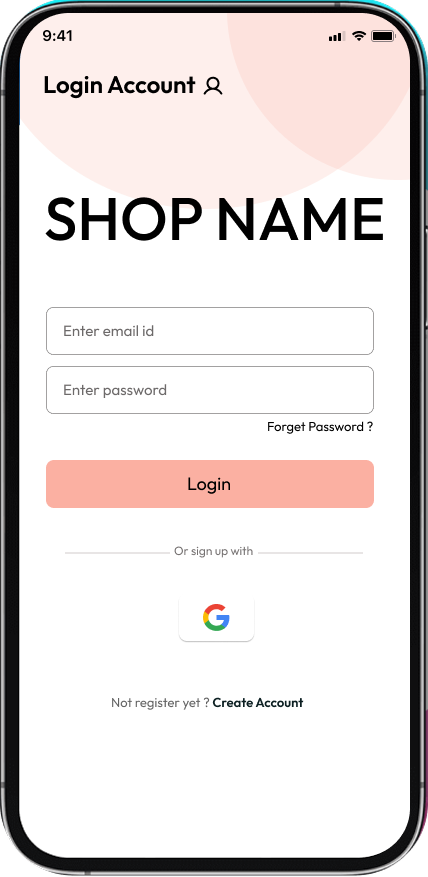 9:41
Login Account
SHOP NAME
Enter email id
Enter password
Forget Password ?
Login
Or sign up with
Not register yet ? Create Account